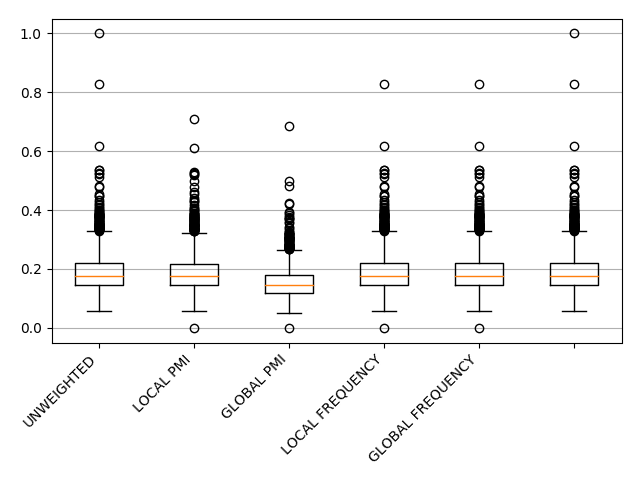 1.0
0.8
0.6
0.4
0.2
0.0
UNWEIGHTED
LOCAL PMI
GLOBAL PMI
LOCAL FREQUENCY
GLOBAL FREQUENCY